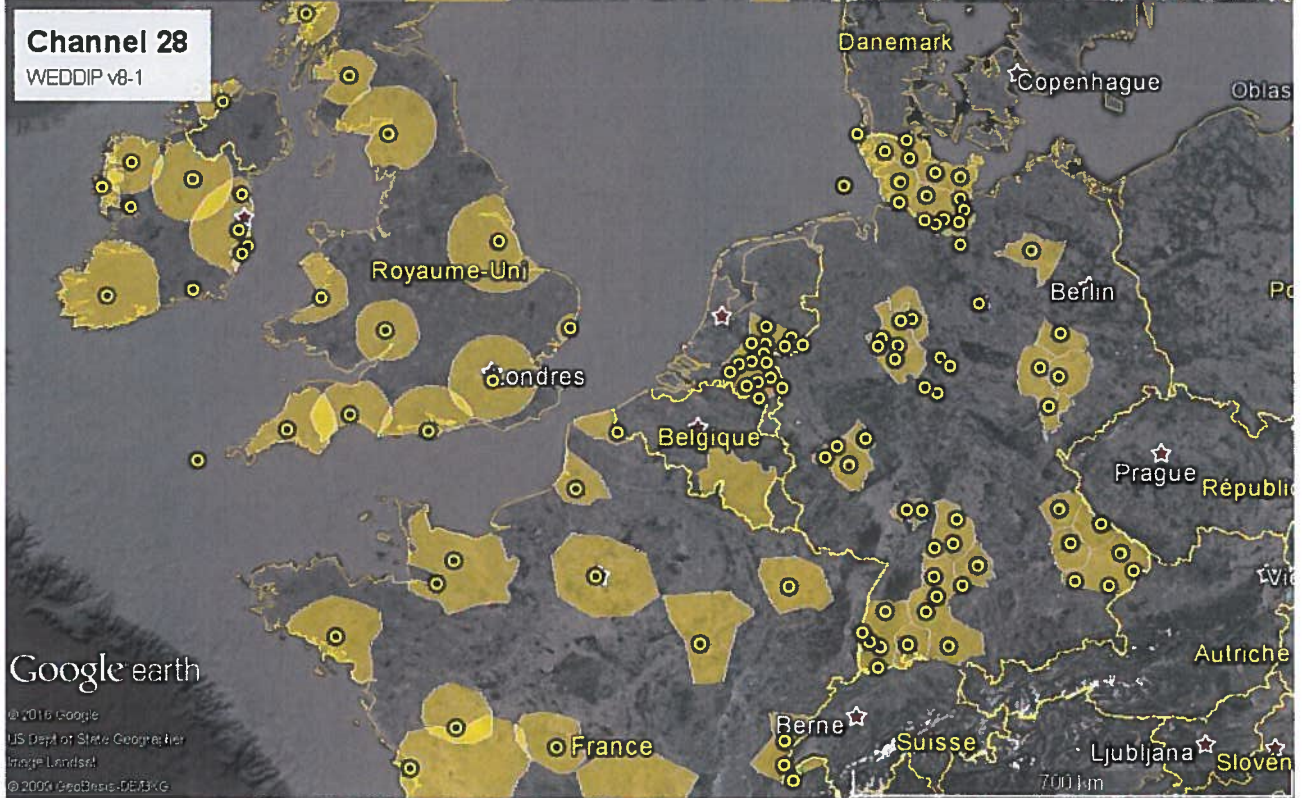 Channel 28
WEDDIP v8-1
Danemark
Copenhague
Oblas
Royaume-Uni
Berlin
Po
Londres
Belgique
Prague
Républi
Vie
Autriche
Google earth
© 2016 Google
US Dept of State Geographer
Image Landsat
© 2009 GeoBasis-DE/BKG
Berne
France
Suisse
Ljubljana
Sloven
700 km